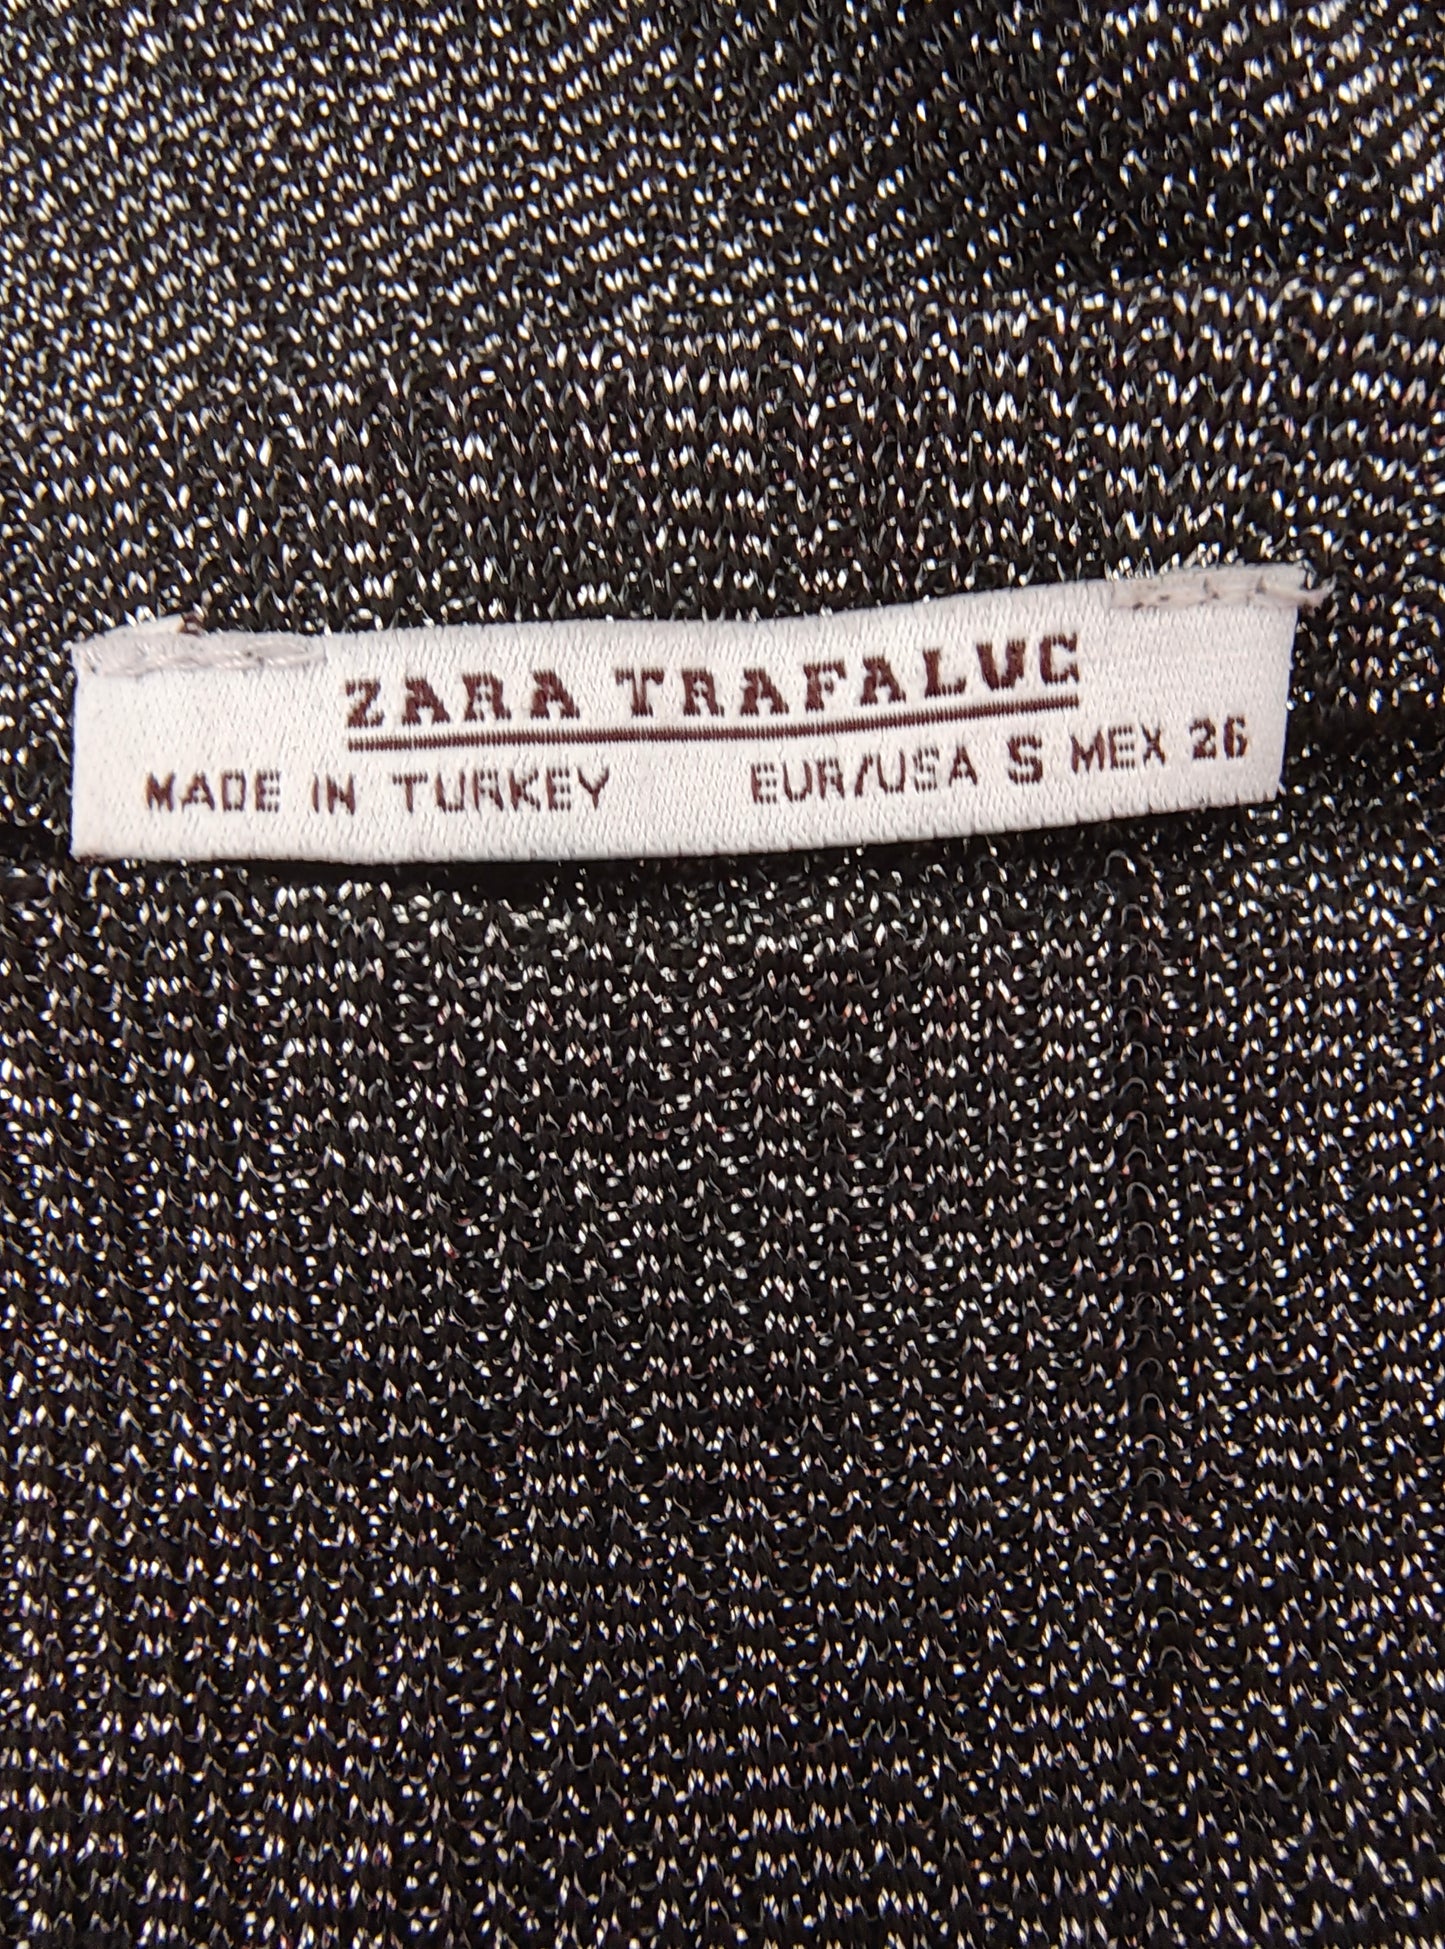 ZARA TRAFALUC
MADE IN TURKEY EUR/USA S MEX 26